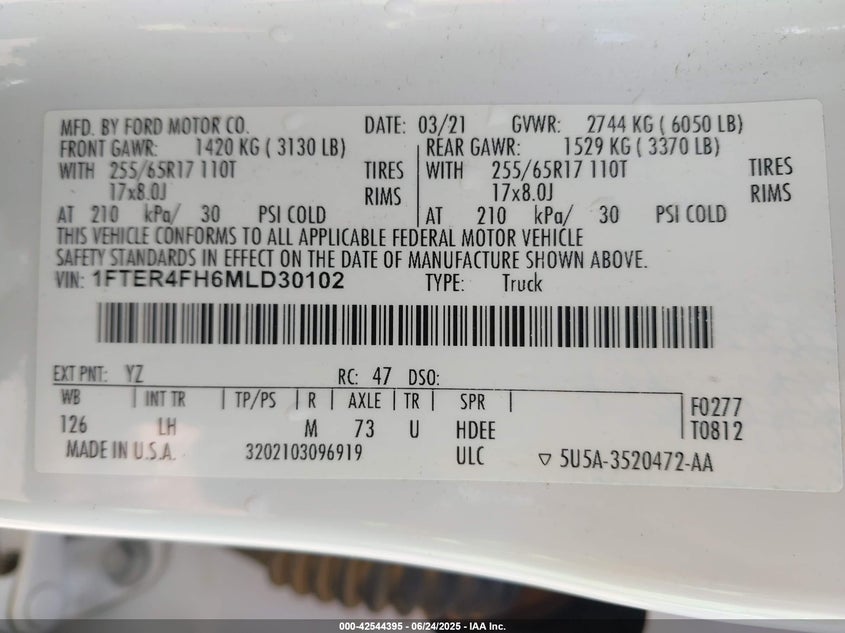 MFD. BY FORD MOTOR CO. DATE: 03/21 GVWR: 2744 KG ( 6050 LB)
FRONT GAWR: 1420 KG ( 3130 LB) REAR GAWR: 1529 KG ( 3370 LB)
WITH 255/65R17 110T TIRES WITH 255/65R17 110T TIRES
17x8.0J RIMS 17x8.0J RIMS
AT 210 kPa/ 30 PSI COLD AT 210 kPa/ 30 PSI COLD
THIS VEHICLE CONFORMS TO ALL APPLICABLE FEDERAL MOTOR VEHICLE
SAFETY STANDARDS IN EFFECT ON THE DATE OF MANUFACTURE SHOWN ABOVE.
VIN: 1FTER4FH6MLD30102 TYPE: Truck
EXT PNT: YZ RC: 47 DSO:
WB INT TR TP/PS R AXLE TR SPR F0277
126 LH M 73 U HDEE T0812
MADE IN U.S.A. 3202103096919 ULC 5U5A-3520472-AA
000-42544395 - 06/24/2025 - IAA, Inc.